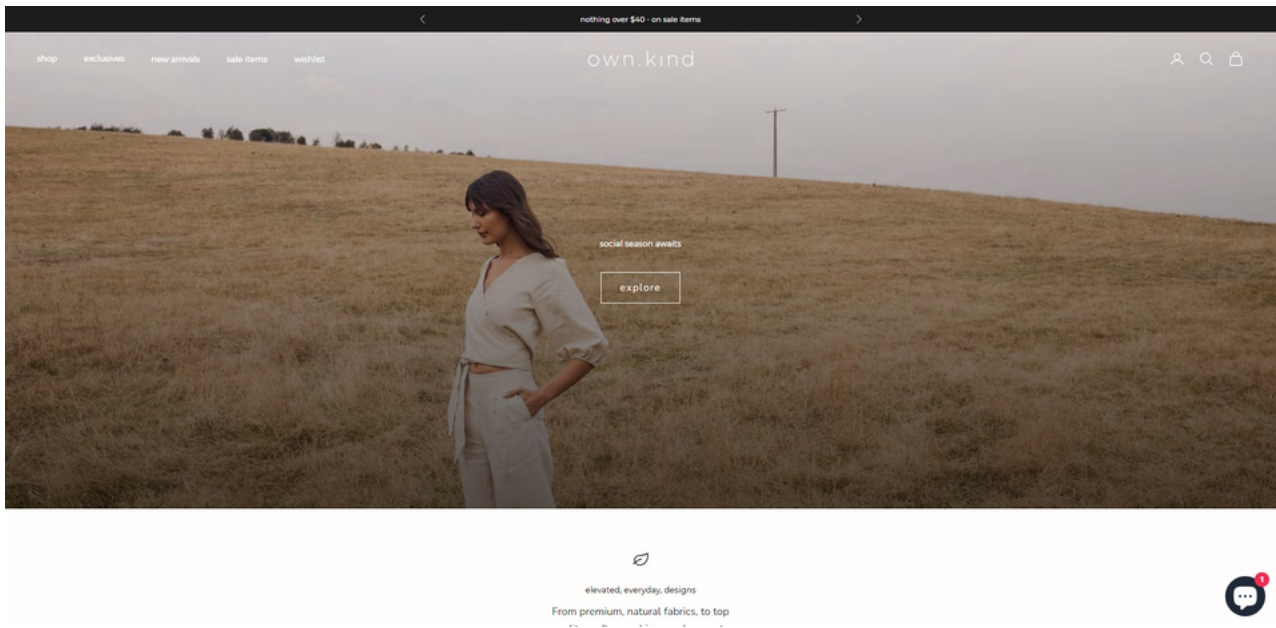 nothing over $40 - on sale items
shop exclusives new arrivals sale items wishlist
own.kind
social season awaits
explore
elevated, everyday, designs
From premium, natural fabrics, to top
1